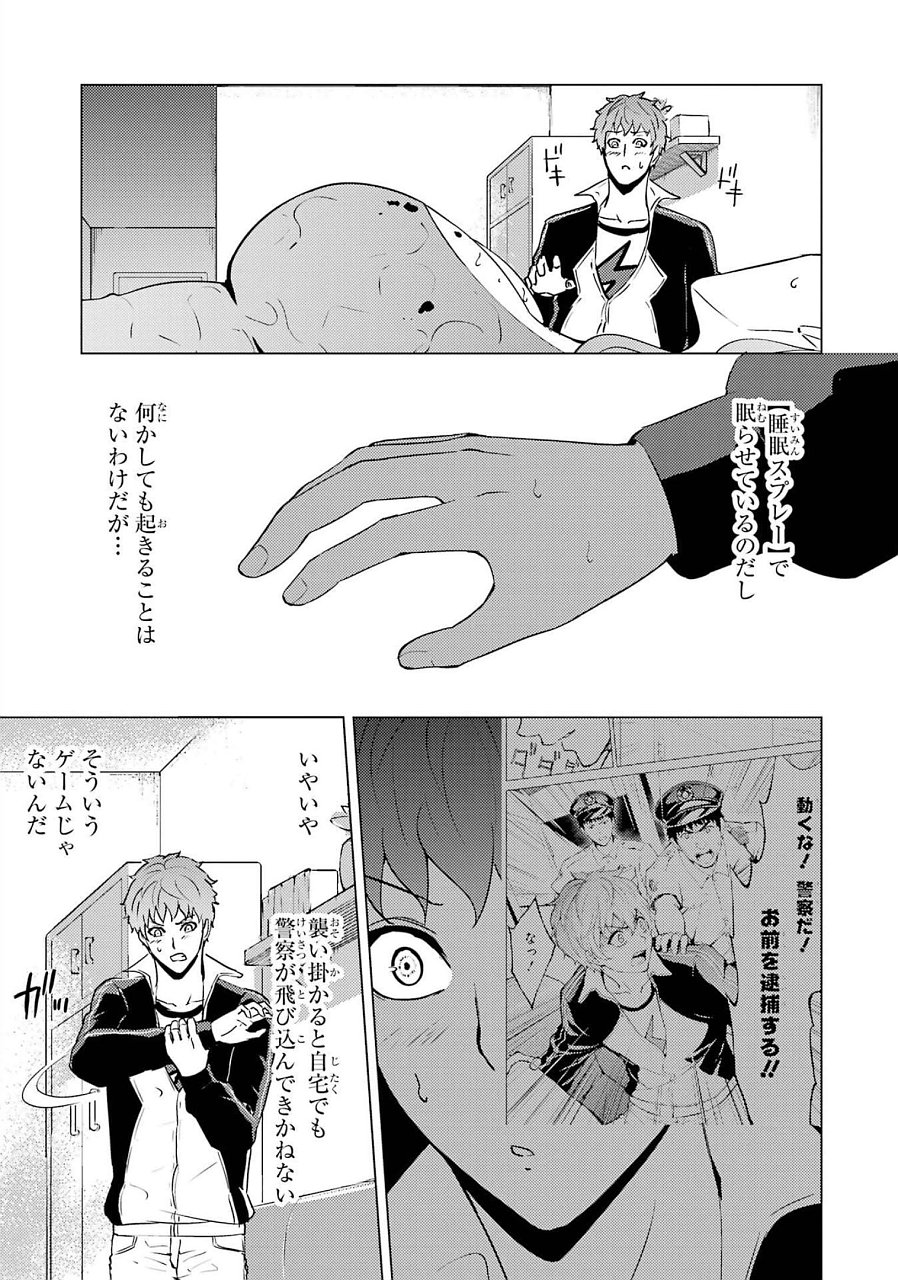 ドキ
ドキ
【睡眠スプレー】で
眠らせているのだし
何かしても起きることは
ないわけだが…
動くな！警察だ！
お前を逮捕する!!
なっ！
いやいや
襲い掛かると自宅でも
警察が飛び込んできかねない
そういう
ゲームじゃ
ないんだ
ガシッ